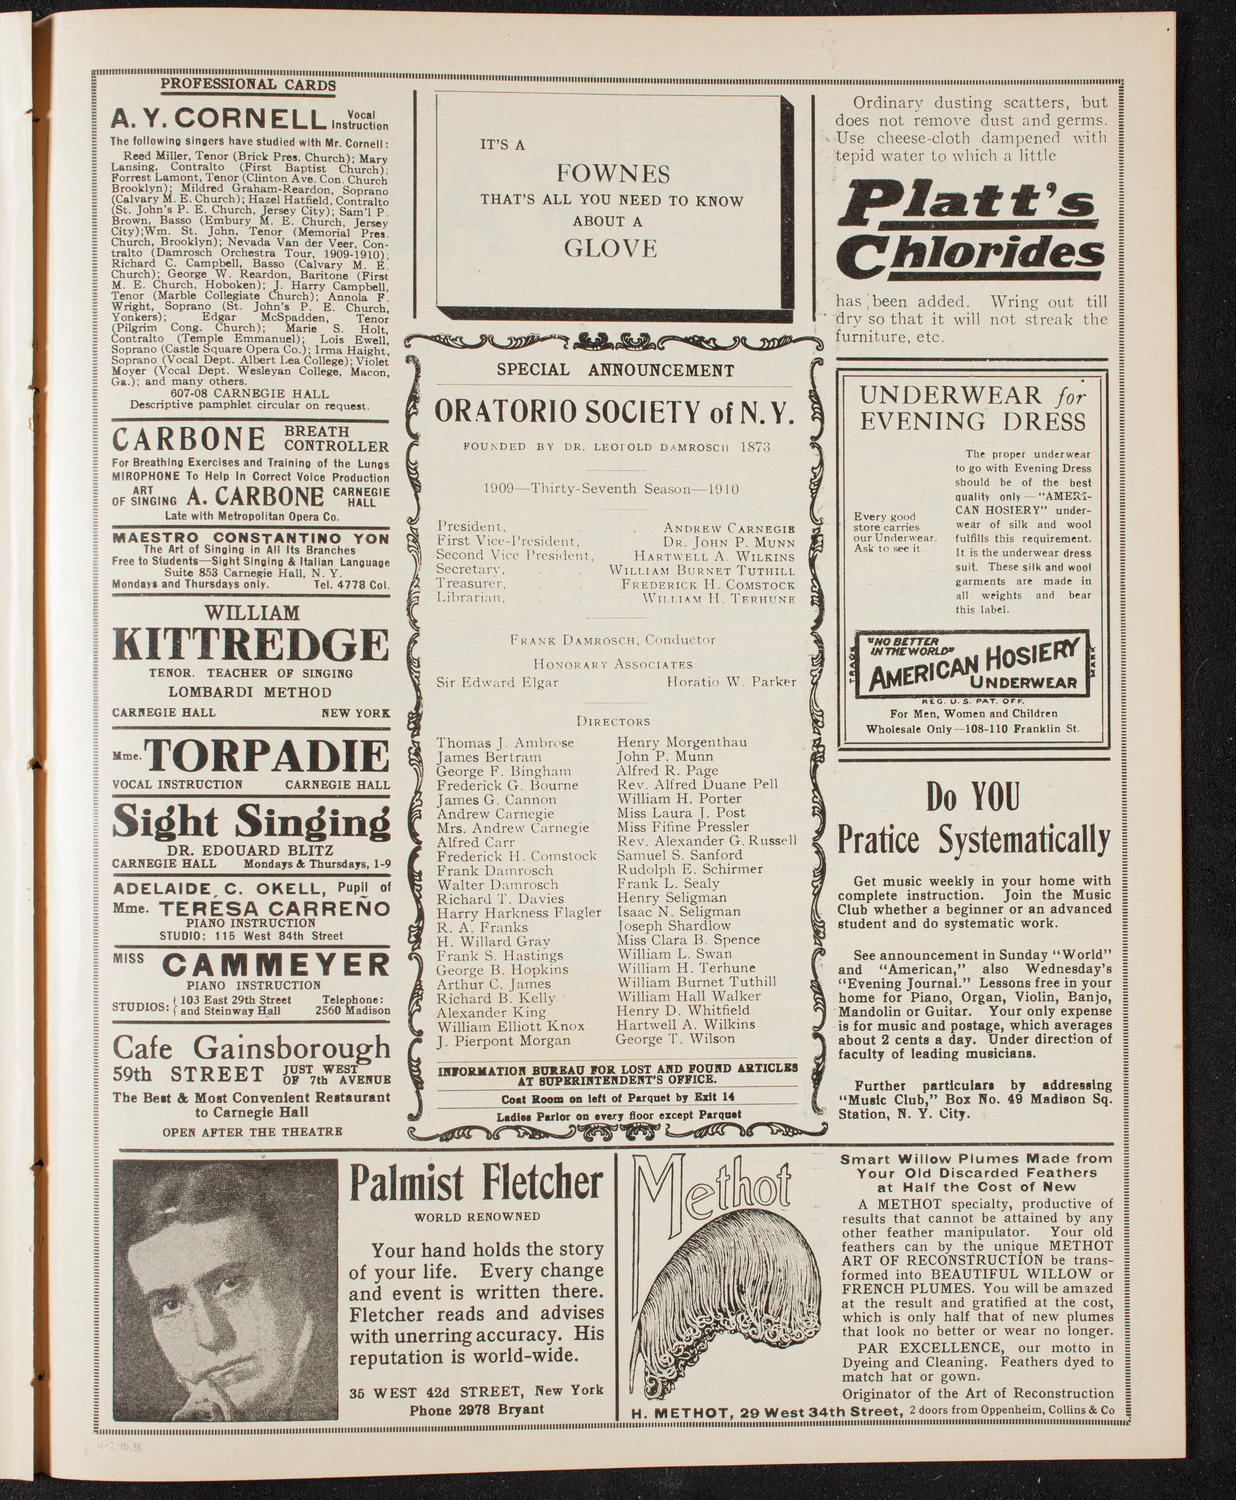 PROFESSIONAL CARDS
A. Y. CORNELL Vocal Instruction
The following singers have studied with Mr. Cornell:
Reed Miller, Tenor (Brick Pres. Church); Mary
Lansing, Contralto (First Baptist Church);
Forrest Lamont, Tenor (Clinton Ave. Con. Church
Brooklyn); Mildred Graham-Reardon, Soprano
(Calvary M. E. Church); Hazel Hatfield, Contralto
(St. John's P. E. Church, Jersey City); Sam'l P.
Brown, Basso (Embury M. E. Church, Jersey
City);Wm. St. John, Tenor (Memorial Pres.
Church, Brooklyn); Nevada Van der Veer, Con-
tralto (Damrosch Orchestra Tour, 1909-1910);
Richard C. Campbell, Basso (Calvary M. E.
Church); George W. Reardon, Baritone (First
M. E. Church, Hoboken); J. Harry Campbell,
Tenor (Marble Collegiate Church); Annola F.
Wright, Soprano (St. John's P. E. Church,
Yonkers); Edgar McSpadden, Tenor
(Pilgrim Cong. Church); Marie S. Holt,
Contralto (Temple Emmanuel); Lois Ewell,
Soprano (Castle Square Opera Co.); Irma Haight,
Soprano (Vocal Dept. Albert Lea College); Violet
Moyer (Vocal Dept. Wesleyan College, Macon,
Ga.); and many others.
607-08 CARNEGIE HALL
Descriptive pamphlet circular on request.
CARBONE BREATH CONTROLLER
For Breathing Exercises and Training of the Lungs
MIROPHONE To Help In Correct Voice Production
ART OF SINGING A. CARBONE CARNEGIE HALL
Late with Metropolitan Opera Co.
MAESTRO CONSTANTINO YON
The Art of Singing in All Its Branches
Free to Students—Sight Singing & Italian Language
Suite 853 Carnegie Hall, N. Y.
Mondays and Thursdays only. Tel. 4778 Col.
WILLIAM
KITTREDGE
TENOR. TEACHER OF SINGING
LOMBARDI METHOD
CARNEGIE HALL NEW YORK
Mme. TORPADIE
VOCAL INSTRUCTION CARNEGIE HALL
Sight Singing
DR. EDOUARD BLITZ
CARNEGIE HALL Mondays & Thursdays, 1-9
ADELAIDE C. OKELL, Pupil of
Mme. TERESA CARREÑO
PIANO INSTRUCTION
STUDIO: 115 West 84th Street
MISS CAMMEYER
PIANO INSTRUCTION
STUDIOS: { 103 East 29th Street Telephone:
and Steinway Hall 2560 Madison
Cafe Gainsborough
59th STREET JUST WEST OF 7th AVENUE
The Best & Most Convenient Restaurant
to Carnegie Hall
OPEN AFTER THE THEATRE
IT'S A
FOWNES
THAT'S ALL YOU NEED TO KNOW
ABOUT A
GLOVE
SPECIAL ANNOUNCEMENT
ORATORIO SOCIETY of N. Y.
FOUNDED BY DR. LEOPOLD DAMROSCH 1873
1909—Thirty-Seventh Season—1910
President, ANDREW CARNEGIE
First Vice-President, DR. JOHN P. MUNN
Second Vice President, HARTWELL A. WILKINS
Secretary, WILLIAM BURNET TUTHILL
Treasurer, FREDERICK H. COMSTOCK
Librarian, WILLIAM H. TERHUNE
FRANK DAMROSCH, Conductor
HONORARY ASSOCIATES
Sir Edward Elgar Horatio W. Parker
DIRECTORS
Thomas J. Ambrose
James Bertram
George F. Bingham
Frederick G. Bourne
James G. Cannon
Andrew Carnegie
Mrs. Andrew Carnegie
Alfred Carr
Frederick H. Comstock
Frank Damrosch
Walter Damrosch
Richard T. Davies
Harry Harkness Flagler
R. A. Franks
H. Willard Gray
Frank S. Hastings
George B. Hopkins
Arthur C. James
Richard B. Kelly
Alexander King
William Elliott Knox
J. Pierpont Morgan
Henry Morgenthau
John P. Munn
Alfred R. Page
Rev. Alfred Duane Pell
William H. Porter
Miss Laura J. Post
Miss Fifine Pressler
Rev. Alexander G. Russell
Samuel S. Sanford
Rudolph E. Schirmer
Frank L. Sealy
Henry Seligman
Isaac N. Seligman
Joseph Shardlow
Miss Clara B. Spence
William L. Swan
William H. Terhune
William Burnet Tuthill
William Hall Walker
Henry D. Whitfield
Hartwell A. Wilkins
George T. Wilson
INFORMATION BUREAU FOR LOST AND FOUND ARTICLES
AT SUPERINTENDENT'S OFFICE.
Coat Room on left of Parquet by Exit 14
Ladies Parlor on every floor except Parquet
Ordinary dusting scatters, but
does not remove dust and germs.
Use cheese-cloth dampened with
tepid water to which a little
Platt's
Chlorides
has been added. Wring out till
dry so that it will not streak the
furniture, etc.
UNDERWEAR for
EVENING DRESS
Every good
store carries
our Underwear.
Ask to see it.
The proper underwear
to go with Evening Dress
should be of the best
quality only—"AMERI-
CAN HOSIERY" under-
wear of silk and wool
fulfills this requirement.
It is the underwear dress
suit. These silk and wool
garments are made in
all weights and bear
this label.
TRADE MARK
"NO BETTER
IN THE WORLD"
AMERICAN HOSIERY
UNDERWEAR
REG. U. S. PAT. OFF.
For Men, Women and Children
Wholesale Only—108-110 Franklin St.
Do YOU
Pratice Systematically
Get music weekly in your home with
complete instruction. Join the Music
Club whether a beginner or an advanced
student and do systematic work.
See announcement in Sunday "World"
and "American," also Wednesday's
"Evening Journal." Lessons free in your
home for Piano, Organ, Violin, Banjo,
Mandolin or Guitar. Your only expense
is for music and postage, which averages
about 2 cents a day. Under direction of
faculty of leading musicians.
Further particulars by addressing
"Music Club," Box No. 49 Madison Sq.
Station, N. Y. City.
Palmist Fletcher
WORLD RENOWNED
Your hand holds the story
of your life. Every change
and event is written there.
Fletcher reads and advises
with unerring accuracy. His
reputation is world-wide.
35 WEST 42d STREET, New York
Phone 2978 Bryant
Methot
Smart Willow Plumes Made from
Your Old Discarded Feathers
at Half the Cost of New
A METHOT specialty, productive of
results that cannot be attained by any
other feather manipulator. Your old
feathers can by the unique METHOT
ART OF RECONSTRUCTION be trans-
formed into BEAUTIFUL WILLOW or
FRENCH PLUMES. You will be amazed
at the result and gratified at the cost,
which is only half that of new plumes
that look no better or wear no longer.
PAR EXCELLENCE, our motto in
Dyeing and Cleaning. Feathers dyed to
match hat or gown.
Originator of the Art of Reconstruction
H. METHOT, 29 West 34th Street, 2 doors from Oppenheim, Collins & Co